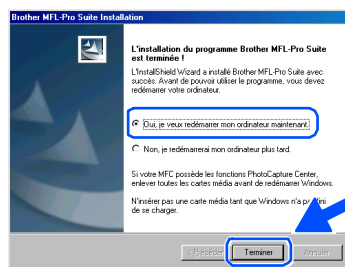 Brother MFL-Pro Suite Installation
L'installation du programme Brother MFL-Pro Suite
est terminée !
L'InstallShield Wizard a installé Brother MFL-Pro Suite avec
succès. Avant de pouvoir utiliser le programme, vous devez
redémarrer votre ordinateur.
Oui, je veux redémarrer mon ordinateur maintenant.
Non, je redémarrerai mon ordinateur plus tard.
Si votre MFC possède les fonctions PhotoCapture Center,
enlever toutes les cartes média avant de redémarrer Windows.
N'insérer pas une carte média tant que Windows n'a
de se charger.
Terminer
Annuler